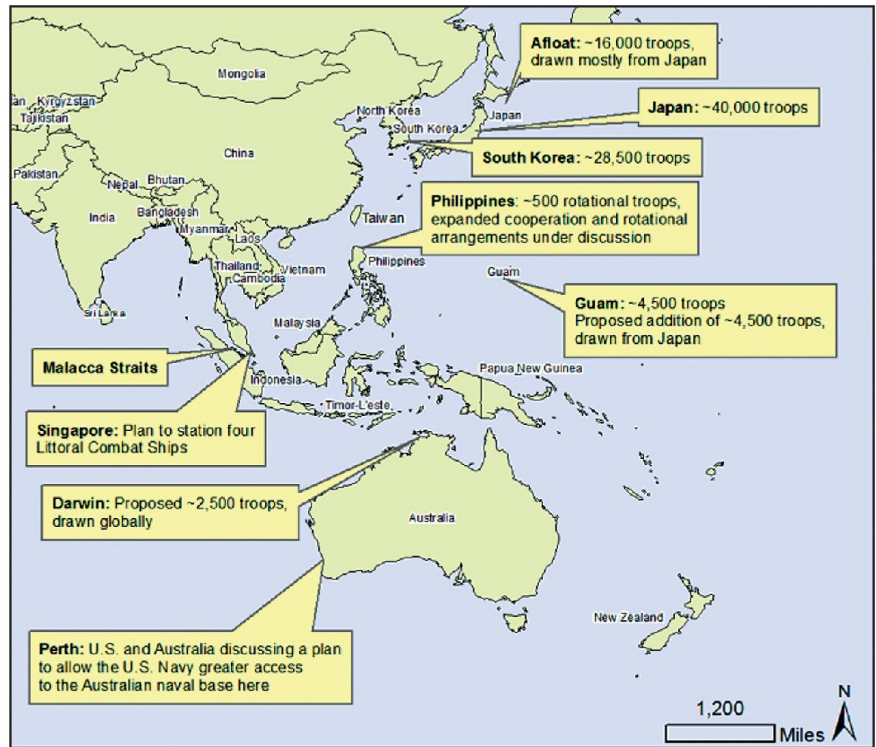 Afloat: ~16,000 troops,
drawn mostly from Japan
Mongolia
Kyrgyzstan
Tajikistan
North Korea
Japan
Japan: ~40,000 troops
South Korea
China
South Korea: ~28,500 troops
Pakistan
Nepal
Bhutan
Philippines: ~500 rotational troops,
expanded cooperation and rotational
arrangements under discussion
India
Bangladesh
Taiwan
Myanmar
Laos
Thailand
Vietnam
Philippines
Cambodia
Guam
Sri Lanka
Guam: ~4,500 troops
Proposed addition of ~4,500 troops,
drawn from Japan
Malaysia
Malacca Straits
Indonesia
Papua New Guinea
Timor-L'este
Singapore: Plan to station four
Littoral Combat Ships
Darwin: Proposed ~2,500 troops,
drawn globally
Australia
New Zealand
Perth: U.S. and Australia discussing a plan
to allow the U.S. Navy greater access
to the Australian naval base here
N
1,200
Miles